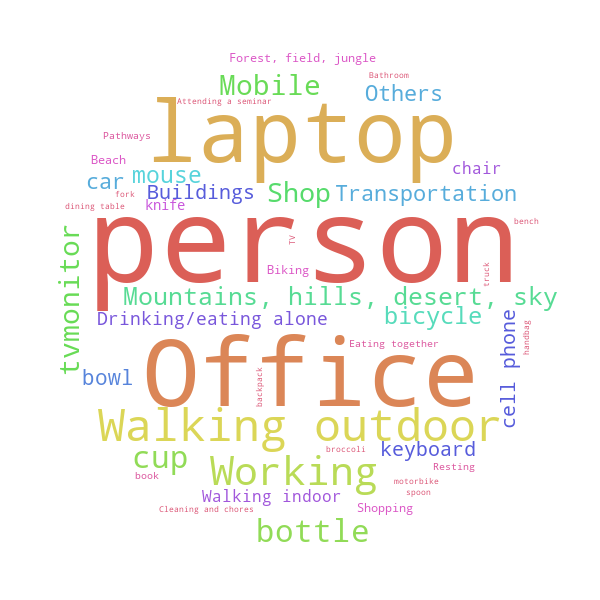 Forest, field, jungle
Bathroom
Mobile
Others
Attending a seminar
laptop
Pathways
Beach
mouse
chair
car
Buildings
Shop
Transportation
fork
knife
dining table
person
bench
TV
tvmonitor
Biking
truck
Mountains, hills, desert, sky
Drinking/eating alone
bicycle
cell phone
handbag
Office
Eating together
bowl
backpack
Walking outdoor
cup
Working
broccoli
keyboard
book
Resting
motorbike
Walking indoor
spoon
Cleaning and chores
Shopping
bottle